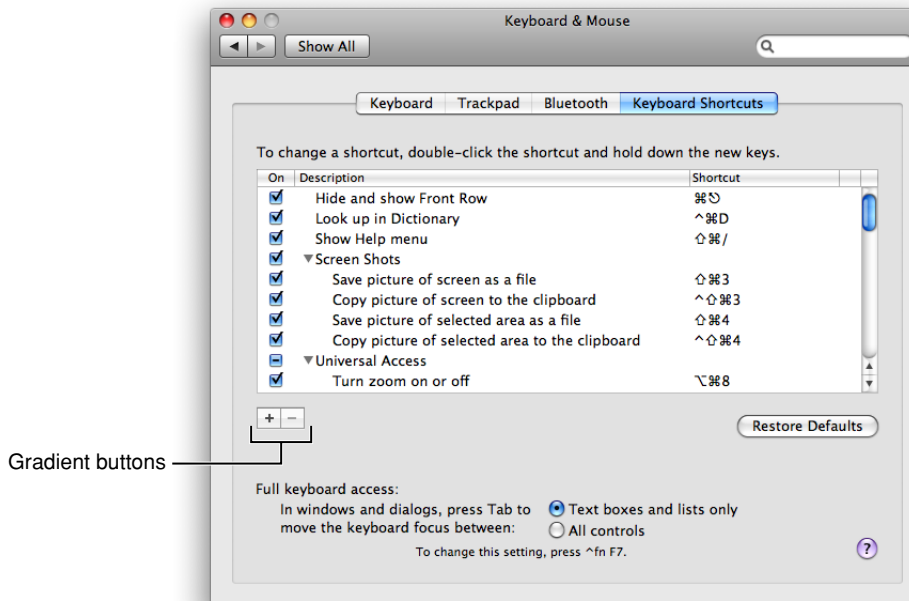 Keyboard & Mouse
Show All
Keyboard Trackpad Bluetooth Keyboard Shortcuts
To change a shortcut, double-click the shortcut and hold down the new keys.
On Description Shortcut
Hide and show Front Row ⌘⎋
Look up in Dictionary ^⌘D
Show Help menu ⇧⌘/
Screen Shots
Save picture of screen as a file ⇧⌘3
Copy picture of screen to the clipboard ^⇧⌘3
Save picture of selected area as a file ⇧⌘4
Copy picture of selected area to the clipboard ^⇧⌘4
Universal Access
Turn zoom on or off ⌥⌘8
+ −
Restore Defaults
Gradient buttons
Full keyboard access:
In windows and dialogs, press Tab to
move the keyboard focus between:
Text boxes and lists only
All controls
To change this setting, press ^fn F7.
?